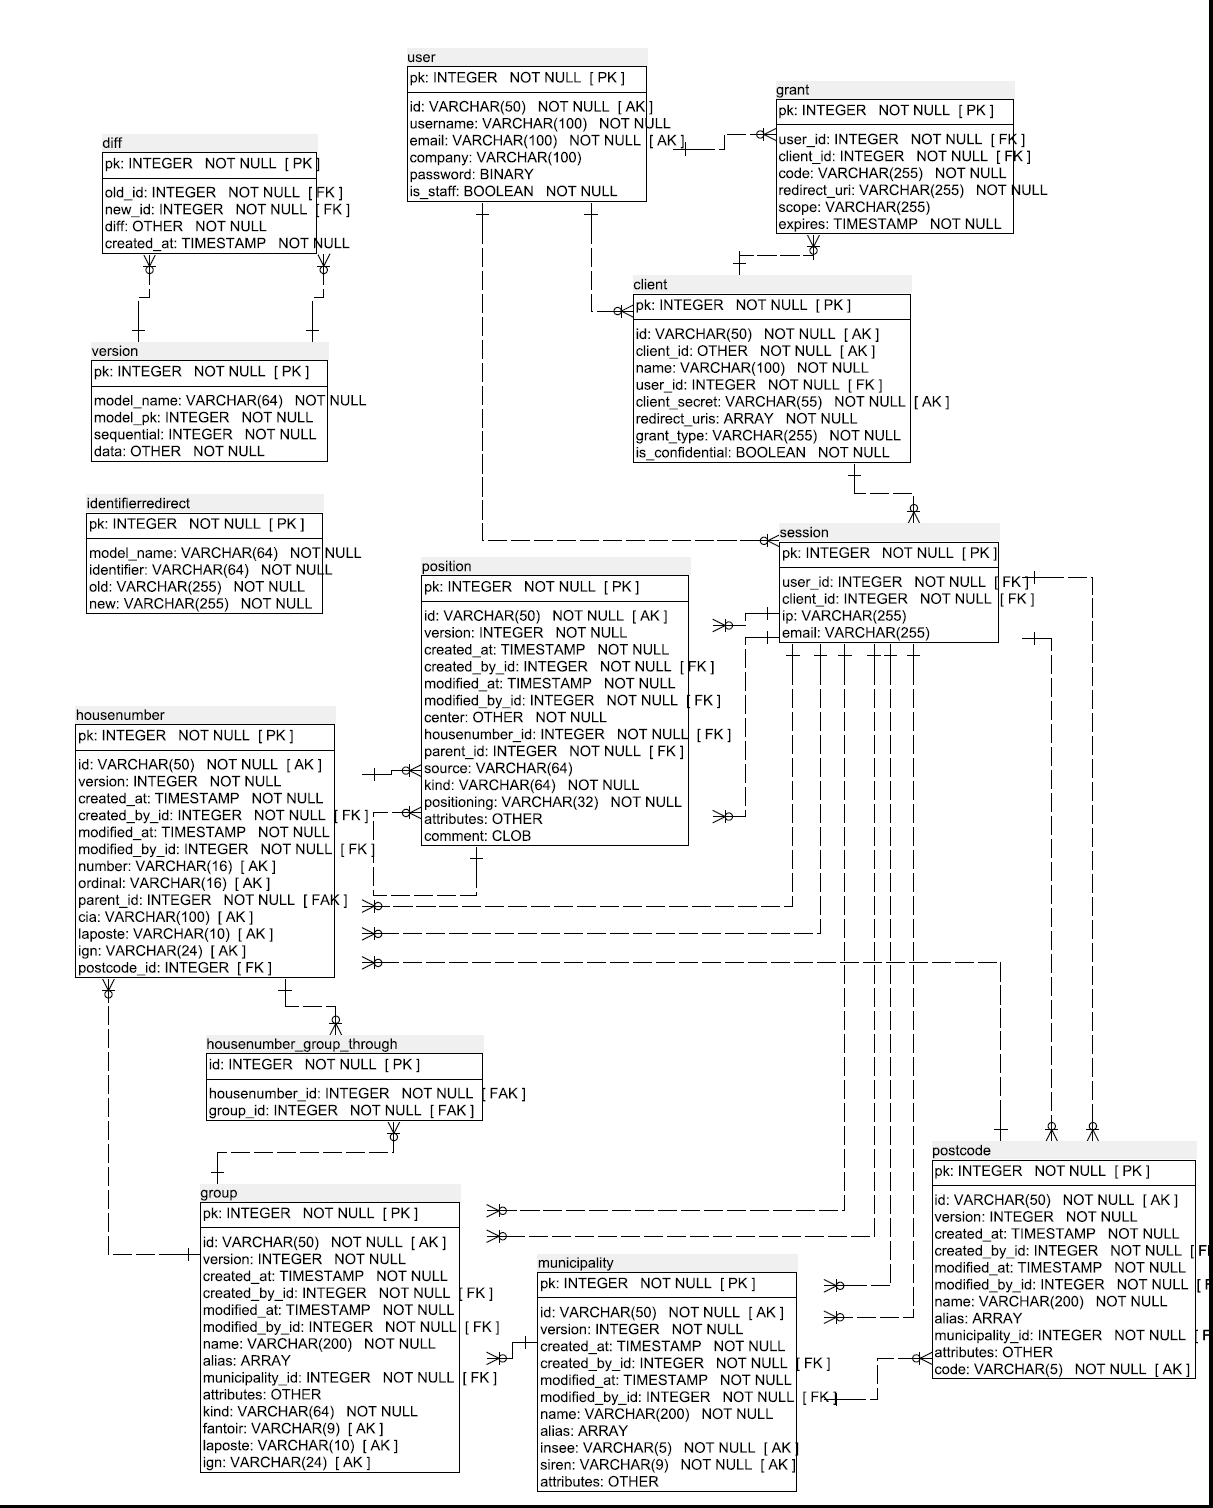 user
pk: INTEGER NOT NULL [ PK ]
id: VARCHAR(50) NOT NULL [ AK ]
username: VARCHAR(100) NOT NULL
email: VARCHAR(100) NOT NULL [ AK ]
company: VARCHAR(100)
password: BINARY
is_staff: BOOLEAN NOT NULL
grant
pk: INTEGER NOT NULL [ PK ]
user_id: INTEGER NOT NULL [ FK ]
client_id: INTEGER NOT NULL [ FK ]
code: VARCHAR(255) NOT NULL
redirect_uri: VARCHAR(255) NOT NULL
scope: VARCHAR(255)
expires: TIMESTAMP NOT NULL
diff
pk: INTEGER NOT NULL [ PK ]
old_id: INTEGER NOT NULL [ FK ]
new_id: INTEGER NOT NULL [ FK ]
diff: OTHER NOT NULL
created_at: TIMESTAMP NOT NULL
client
pk: INTEGER NOT NULL [ PK ]
id: VARCHAR(50) NOT NULL [ AK ]
client_id: OTHER NOT NULL [ AK ]
name: VARCHAR(100) NOT NULL
user_id: INTEGER NOT NULL [ FK ]
client_secret: VARCHAR(55) NOT NULL [ AK ]
redirect_uris: ARRAY NOT NULL
grant_type: VARCHAR(255) NOT NULL
is_confidential: BOOLEAN NOT NULL
version
pk: INTEGER NOT NULL [ PK ]
model_name: VARCHAR(64) NOT NULL
model_pk: INTEGER NOT NULL
sequential: INTEGER NOT NULL
data: OTHER NOT NULL
identifierredirect
pk: INTEGER NOT NULL [ PK ]
model_name: VARCHAR(64) NOT NULL
identifier: VARCHAR(64) NOT NULL
old: VARCHAR(255) NOT NULL
new: VARCHAR(255) NOT NULL
session
pk: INTEGER NOT NULL [ PK ]
user_id: INTEGER NOT NULL [ FK ]
client_id: INTEGER NOT NULL [ FK ]
ip: VARCHAR(255)
email: VARCHAR(255)
position
pk: INTEGER NOT NULL [ PK ]
id: VARCHAR(50) NOT NULL [ AK ]
version: INTEGER NOT NULL
created_at: TIMESTAMP NOT NULL
created_by_id: INTEGER NOT NULL [ FK ]
modified_at: TIMESTAMP NOT NULL
modified_by_id: INTEGER NOT NULL [ FK ]
center: OTHER NOT NULL
housenumber_id: INTEGER NOT NULL [ FK ]
parent_id: INTEGER NOT NULL [ FK ]
source: VARCHAR(64)
kind: VARCHAR(64) NOT NULL
positioning: VARCHAR(32) NOT NULL
attributes: OTHER
comment: CLOB
housenumber
pk: INTEGER NOT NULL [ PK ]
id: VARCHAR(50) NOT NULL [ AK ]
version: INTEGER NOT NULL
created_at: TIMESTAMP NOT NULL
created_by_id: INTEGER NOT NULL [ FK ]
modified_at: TIMESTAMP NOT NULL
modified_by_id: INTEGER NOT NULL [ FK ]
number: VARCHAR(16) [ AK ]
ordinal: VARCHAR(16) [ AK ]
parent_id: INTEGER NOT NULL [ FAK ]
cia: VARCHAR(100) [ AK ]
laposte: VARCHAR(10) [ AK ]
ign: VARCHAR(24) [ AK ]
postcode_id: INTEGER [ FK ]
housenumber_group_through
id: INTEGER NOT NULL [ PK ]
housenumber_id: INTEGER NOT NULL [ FAK ]
group_id: INTEGER NOT NULL [ FAK ]
postcode
pk: INTEGER NOT NULL [ PK ]
id: VARCHAR(50) NOT NULL [ AK ]
version: INTEGER NOT NULL
created_at: TIMESTAMP NOT NULL
created_by_id: INTEGER NOT NULL [
modified_at: TIMESTAMP NOT NULL
modified_by_id: INTEGER NOT NULL [
name: VARCHAR(200) NOT NULL
alias: ARRAY
municipality_id: INTEGER NOT NULL [
attributes: OTHER
code: VARCHAR(5) NOT NULL [ AK ]
group
pk: INTEGER NOT NULL [ PK ]
id: VARCHAR(50) NOT NULL [ AK ]
version: INTEGER NOT NULL
created_at: TIMESTAMP NOT NULL
created_by_id: INTEGER NOT NULL [ FK ]
modified_at: TIMESTAMP NOT NULL
modified_by_id: INTEGER NOT NULL [ FK ]
name: VARCHAR(200) NOT NULL
alias: ARRAY
municipality_id: INTEGER NOT NULL [ FK ]
attributes: OTHER
kind: VARCHAR(64) NOT NULL
fantoir: VARCHAR(9) [ AK ]
laposte: VARCHAR(10) [ AK ]
ign: VARCHAR(24) [ AK ]
municipality
pk: INTEGER NOT NULL [ PK ]
id: VARCHAR(50) NOT NULL [ AK ]
version: INTEGER NOT NULL
created_at: TIMESTAMP NOT NULL
created_by_id: INTEGER NOT NULL [ FK ]
modified_at: TIMESTAMP NOT NULL
modified_by_id: INTEGER NOT NULL [ FK ]
name: VARCHAR(200) NOT NULL
alias: ARRAY
insee: VARCHAR(5) NOT NULL [ AK ]
siren: VARCHAR(9) NOT NULL [ AK ]
attributes: OTHER